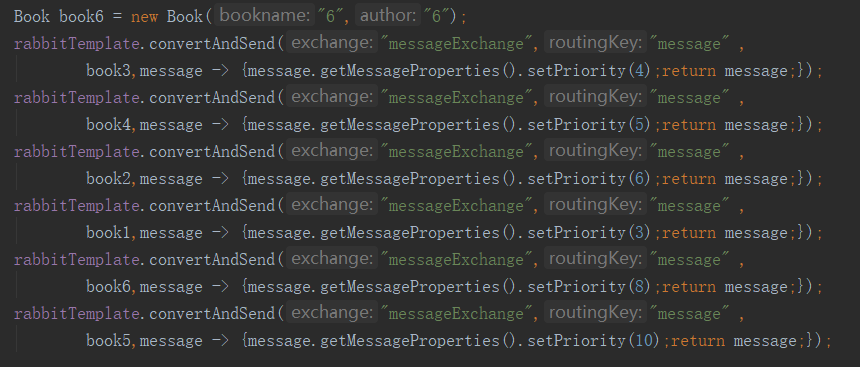 Book book6 = new Book( bookname: "6", author: "6");
rabbitTemplate.convertAndSend( exchange: "messageExchange", routingKey: "message" ,
book3,message -> {message.getMessageProperties().setPriority(4);return message;});
rabbitTemplate.convertAndSend( exchange: "messageExchange", routingKey: "message" ,
book4,message -> {message.getMessageProperties().setPriority(5);return message;});
rabbitTemplate.convertAndSend( exchange: "messageExchange", routingKey: "message" ,
book2,message -> {message.getMessageProperties().setPriority(6);return message;});
rabbitTemplate.convertAndSend( exchange: "messageExchange", routingKey: "message" ,
book1,message -> {message.getMessageProperties().setPriority(3);return message;});
rabbitTemplate.convertAndSend( exchange: "messageExchange", routingKey: "message" ,
book6,message -> {message.getMessageProperties().setPriority(8);return message;});
rabbitTemplate.convertAndSend( exchange: "messageExchange", routingKey: "message" ,
book5,message -> {message.getMessageProperties().setPriority(10);return message;});